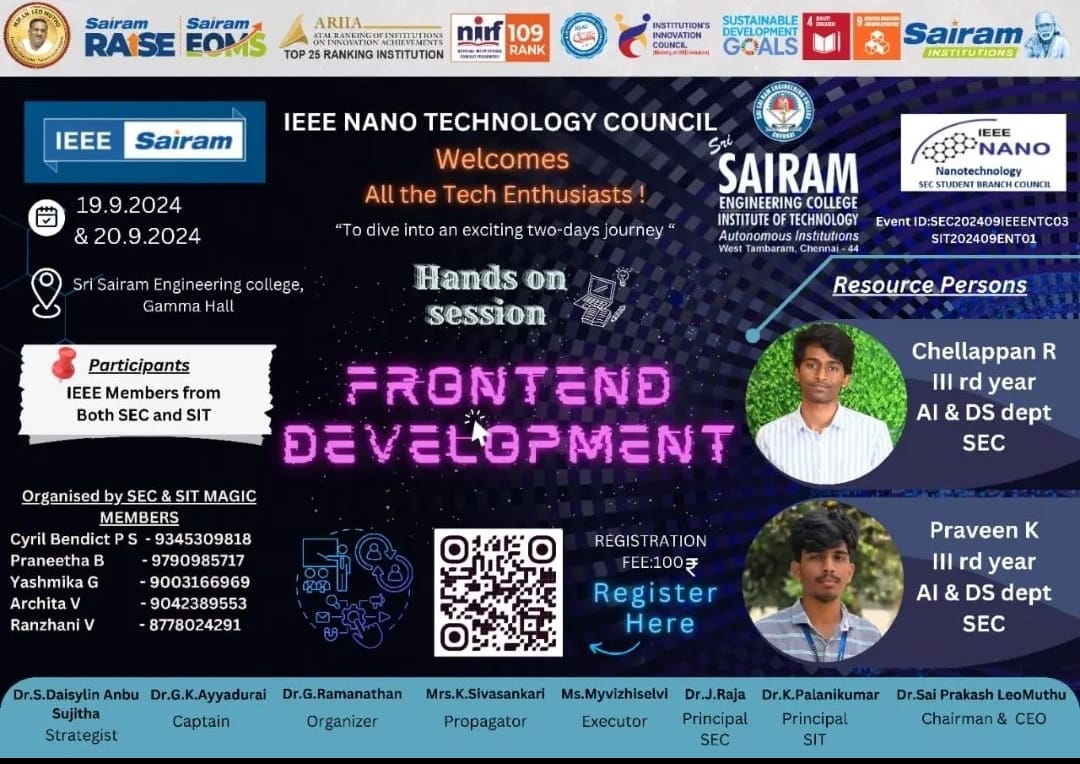 Sairam RAISE
Sairam EOMS
ARIIA
ATAL RANKING OF INSTITUTIONS
ON INNOVATION ACHIEVEMENTS
TOP 25 RANKING INSTITUTION
nirf
109
RANK
INSTITUTION'S
INNOVATION
COUNCIL
SUSTAINABLE
DEVELOPMENT
GOALS
4 QUALITY EDUCATION
9
Sairam
INSTITUTIONS
IEEE Sairam
19.9.2024
& 20.9.2024
Sri Sairam Engineering college,
Gamma Hall
Participants
IEEE Members from
Both SEC and SIT
Organised by SEC & SIT MAGIC
MEMBERS
Cyril Bendict P S - 9345309818
Praneetha B - 9790985717
Yashmika G - 9003166969
Archita V - 9042389553
Ranzhani V - 8778024291
IEEE NANO TECHNOLOGY COUNCIL
Welcomes
All the Tech Enthusiasts !
“To dive into an exciting two-days journey “
Hands on
session
FRONTEND
DEVELOPMENT
REGISTRATION
FEE:100₹
Register
Here
Sri
SAIRAM
ENGINEERING COLLEGE
INSTITUTE OF TECHNOLOGY
Autonomous Institutions
West Tambaram, Chennai - 44
IEEE
NANO
Nanotechnology
SEC STUDENT BRANCH COUNCIL
Event ID:SEC202409IEEENTC03
SIT202409ENT01
Resource Persons
Chellappan R
III rd year
AI & DS dept
SEC
Praveen K
III rd year
AI & DS dept
SEC
Dr.S.Daisylin Anbu
Sujitha
Strategist
Dr.G.K.Ayyadurai
Captain
Dr.G.Ramanathan
Organizer
Mrs.K.Sivasankari
Propagator
Ms.Myvizhiselvi
Executor
Dr.J.Raja
Principal
SEC
Dr.K.Palanikumar
Principal
SIT
Dr.Sai Prakash LeoMuthu
Chairman & CEO